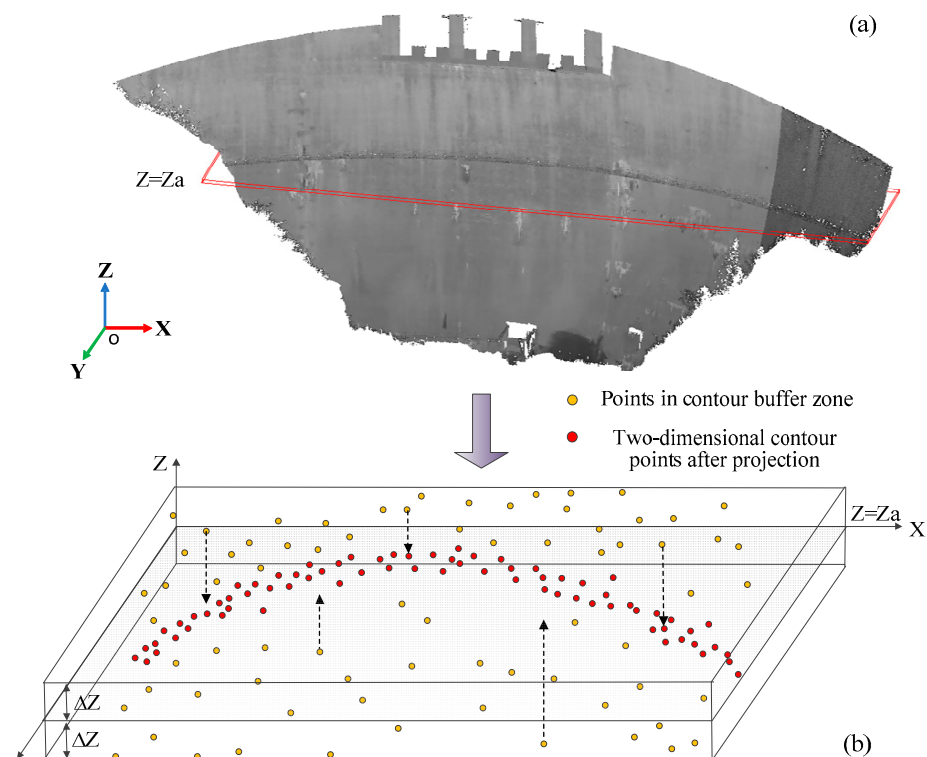 (a)
Z=Za
Z
X
O
Y
Points in contour buffer zone
Two-dimensional contour
points after projection
Z
Z=Za
X
ΔZ
ΔZ
(b)